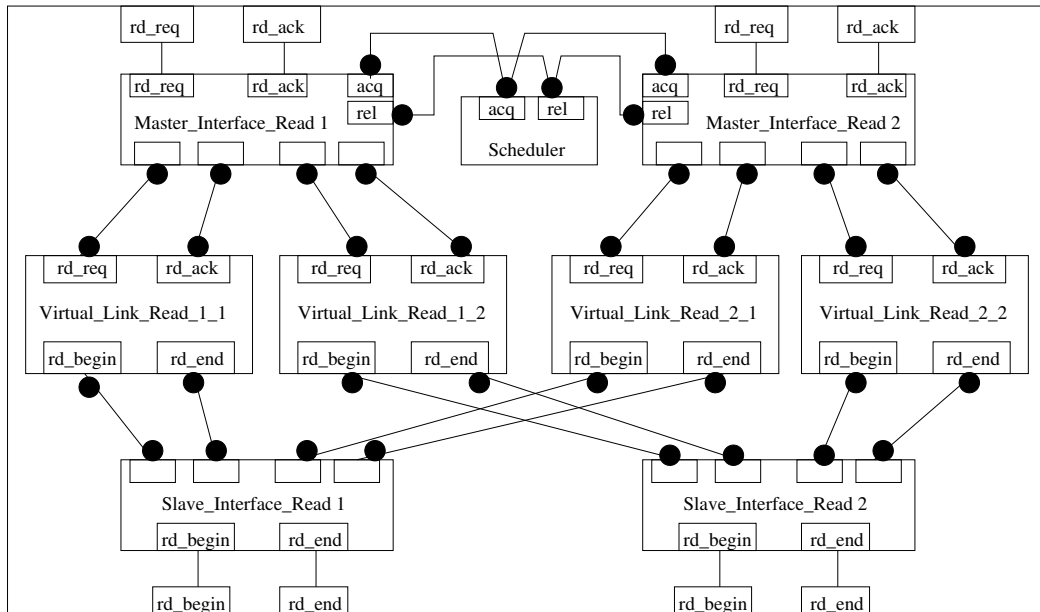 rd_req rd_ack rd_req rd_ack
rd_req rd_ack acq acq rd_req rd_ack
rel acq rel rel
Master_Interface_Read 1 Master_Interface_Read 2
Scheduler
rd_req rd_ack rd_req rd_ack rd_req rd_ack rd_req rd_ack
Virtual_Link_Read_1_1 Virtual_Link_Read_1_2 Virtual_Link_Read_2_1 Virtual_Link_Read_2_2
rd_begin rd_end rd_begin rd_end rd_begin rd_end rd_begin rd_end
Slave_Interface_Read 1 Slave_Interface_Read 2
rd_begin rd_end rd_begin rd_end
rd_begin rd_end rd_begin rd_end